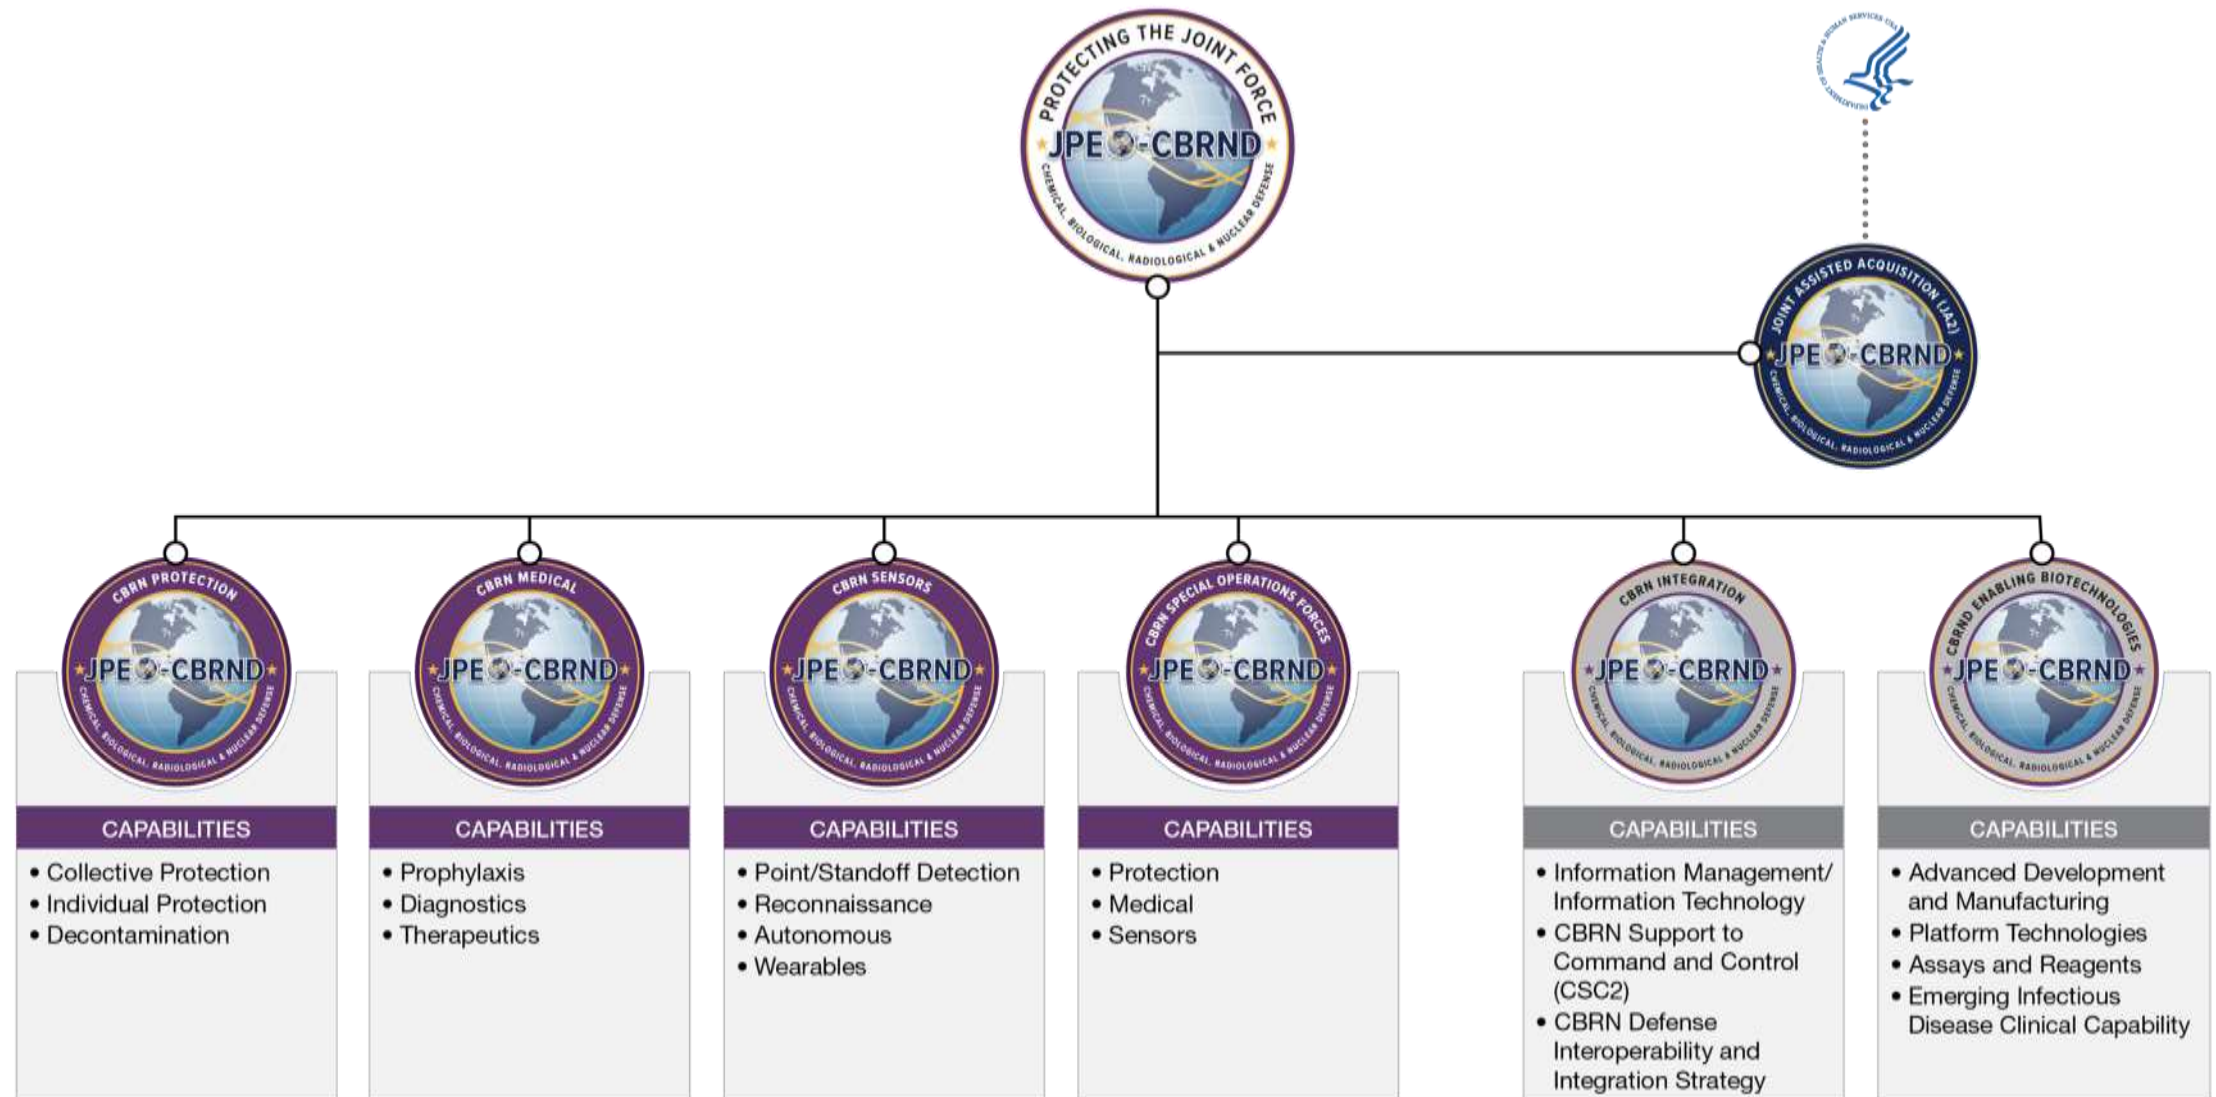 PROTECTING THE JOINT FORCE
JPEO-CBRND
CHEMICAL, BIOLOGICAL, RADIOLOGICAL & NUCLEAR DEFENSE
DEPARTMENT OF HEALTH & HUMAN SERVICES USA
JOINT ASSISTED ACQUISITION (JA2)
JPEO-CBRND
CHEMICAL, BIOLOGICAL, RADIOLOGICAL & NUCLEAR DEFENSE
CBRN PROTECTION
JPEO-CBRND
CHEMICAL, BIOLOGICAL, RADIOLOGICAL & NUCLEAR DEFENSE
CAPABILITIES
• Collective Protection
• Individual Protection
• Decontamination
CBRN MEDICAL
JPEO-CBRND
CHEMICAL, BIOLOGICAL, RADIOLOGICAL & NUCLEAR DEFENSE
CAPABILITIES
• Prophylaxis
• Diagnostics
• Therapeutics
CBRN SENSORS
JPEO-CBRND
CHEMICAL, BIOLOGICAL, RADIOLOGICAL & NUCLEAR DEFENSE
CAPABILITIES
• Point/Standoff Detection
• Reconnaissance
• Autonomous
• Wearables
CBRN SPECIAL OPERATIONS FORCES
JPEO-CBRND
CHEMICAL, BIOLOGICAL, RADIOLOGICAL & NUCLEAR DEFENSE
CAPABILITIES
• Protection
• Medical
• Sensors
CBRN INTEGRATION
JPEO-CBRND
CHEMICAL, BIOLOGICAL, RADIOLOGICAL & NUCLEAR DEFENSE
CAPABILITIES
• Information Management/
Information Technology
• CBRN Support to
Command and Control
(CSC2)
• CBRN Defense
Interoperability and
Integration Strategy
CBRND ENABLING BIOTECHNOLOGIES
JPEO-CBRND
CHEMICAL, BIOLOGICAL, RADIOLOGICAL & NUCLEAR DEFENSE
CAPABILITIES
• Advanced Development
and Manufacturing
• Platform Technologies
• Assays and Reagents
• Emerging Infectious
Disease Clinical Capability